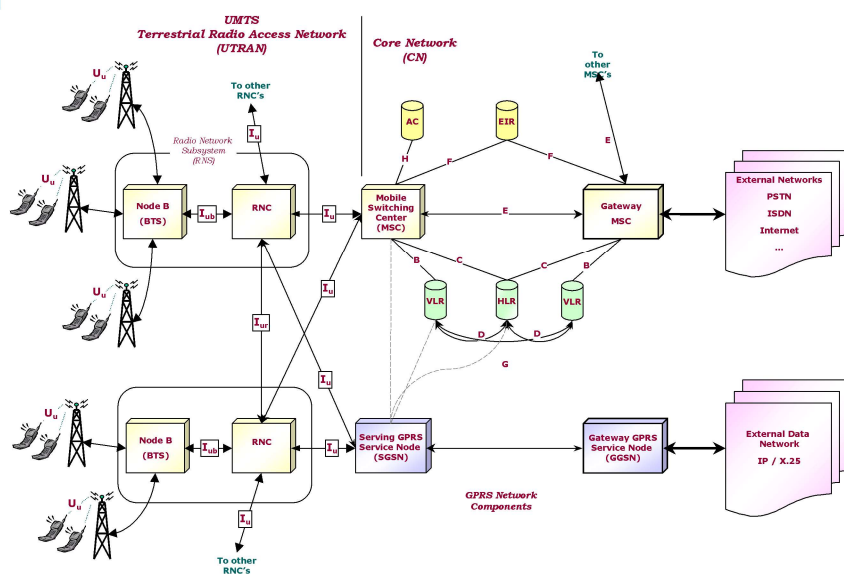 UMTS
Terrestrial Radio Access Network
(UTRAN)
Core Network
(CN)
To
other
MSC's
To other
RNC's
Uu
Iu
AC
EIR
E
Radio Network
Subsystem
(RNS)
H
F
F
Uu
Node B
(BTS)
Iub
RNC
Iu
Mobile
Switching
Center
(MSC)
E
Gateway
MSC
External Networks
PSTN
ISDN
Internet
...
B
C
C
B
Uu
Iu
VLR
HLR
VLR
Iur
D
D
G
Iu
Uu
Node B
(BTS)
Iub
RNC
Iu
Serving GPRS
Service Node
(SGSN)
Gateway GPRS
Service Node
(GGSN)
External Data
Network
IP / X.25
Uu
Iu
GPRS Network
Components
To other
RNC's